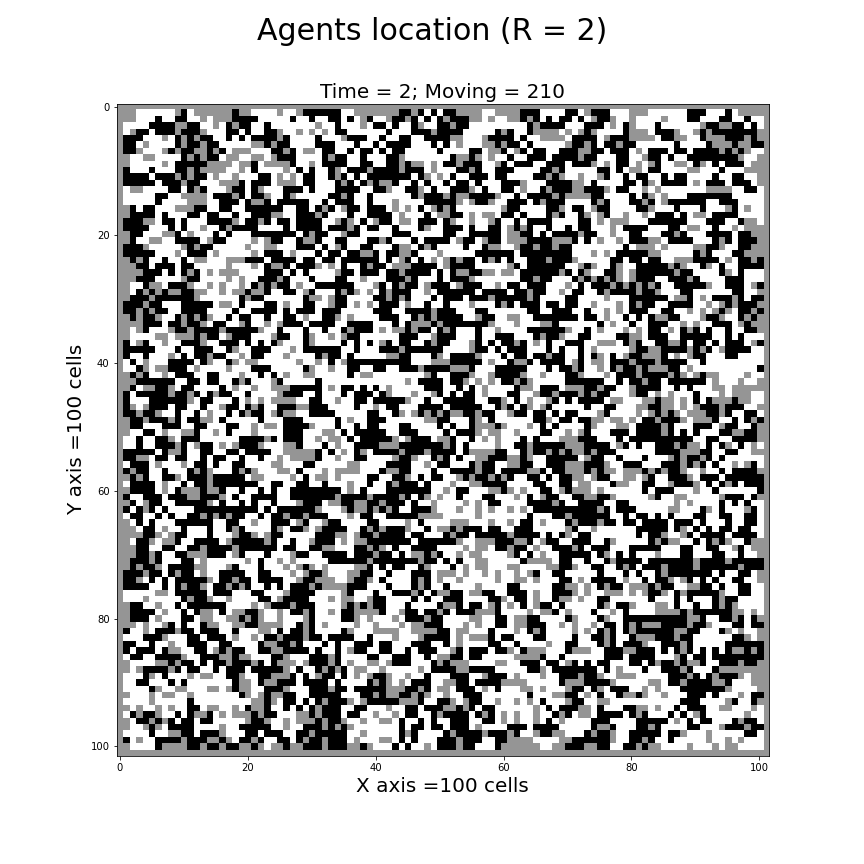 Agents location (R = 2)
Time = 2; Moving = 210
0
20
40
60
80
100
Y axis =100 cells
0 20 40 60 80 100
X axis =100 cells